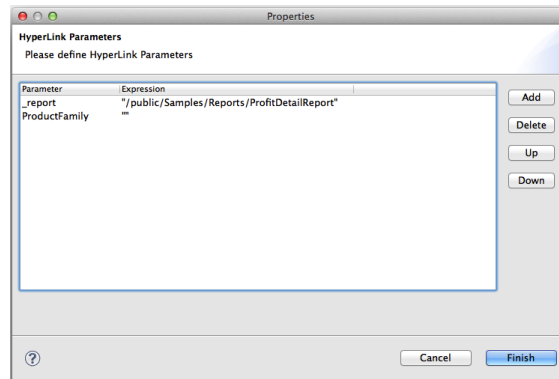 Properties
HyperLink Parameters
Please define HyperLink Parameters
Parameter Expression
_report "/public/Samples/Reports/ProfitDetailReport"
ProductFamily ""
Add
Delete
Up
Down
?
Cancel Finish